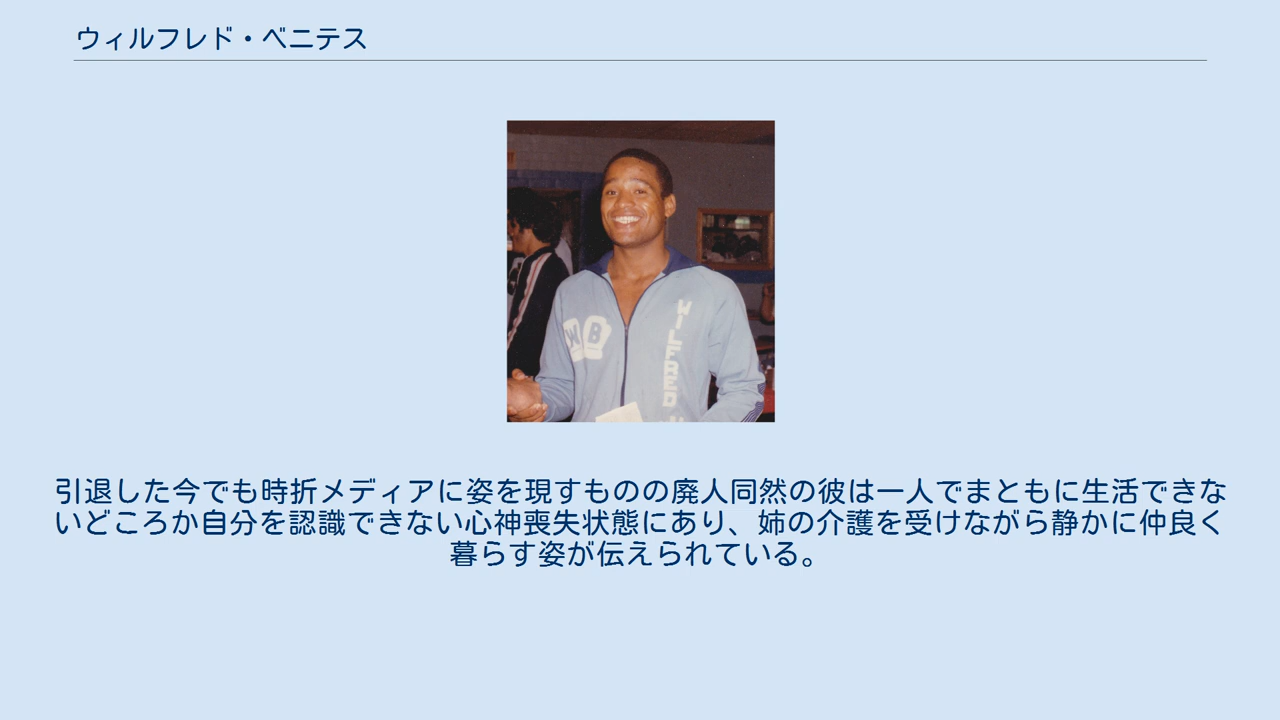 ウィルフレド・ベニテス
W B
WILFRED
引退した今でも時折メディアに姿を現すものの廃人同然の彼は一人でまともに生活できな
いどころか自分を認識できない心神喪失状態にあり、姉の介護を受けながら静かに仲良く
暮らす姿が伝えられている。